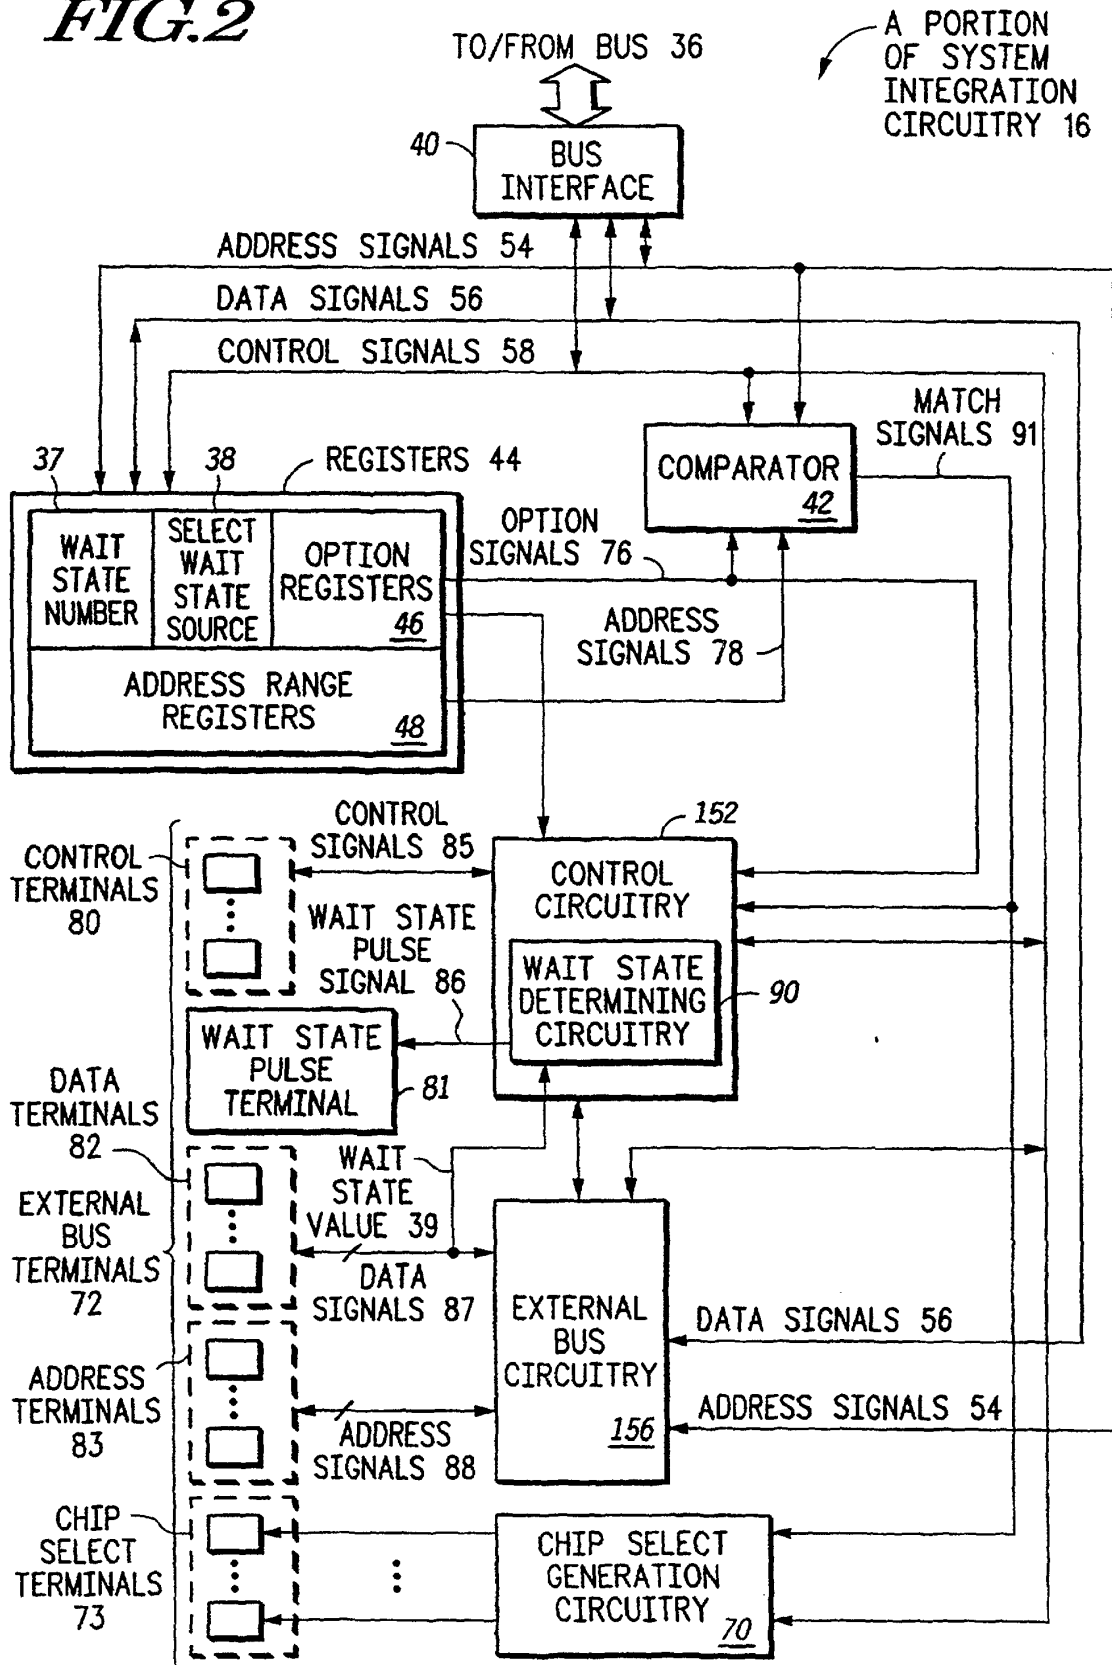 FIG.2
TO/FROM BUS 36
A PORTION
OF SYSTEM
INTEGRATION
CIRCUITRY 16
40
BUS
INTERFACE
ADDRESS SIGNALS 54
DATA SIGNALS 56
CONTROL SIGNALS 58
MATCH
SIGNALS 91
37
38
REGISTERS 44
COMPARATOR
42
WAIT
STATE
NUMBER
SELECT
WAIT
STATE
SOURCE
OPTION
REGISTERS
46
OPTION
SIGNALS 76
ADDRESS
SIGNALS 78
ADDRESS RANGE
REGISTERS
48
CONTROL
SIGNALS 85
152
CONTROL
TERMINALS
80
CONTROL
CIRCUITRY
WAIT STATE
PULSE
SIGNAL 86
WAIT STATE
DETERMINING
CIRCUITRY
90
WAIT STATE
PULSE
TERMINAL
81
DATA
TERMINALS
82
WAIT
STATE
VALUE 39
EXTERNAL
BUS
TERMINALS
72
DATA
SIGNALS 87
EXTERNAL
BUS
CIRCUITRY
156
DATA SIGNALS 56
ADDRESS
TERMINALS
83
ADDRESS SIGNALS 54
ADDRESS
SIGNALS 88
CHIP
SELECT
TERMINALS
73
CHIP SELECT
GENERATION
CIRCUITRY
70